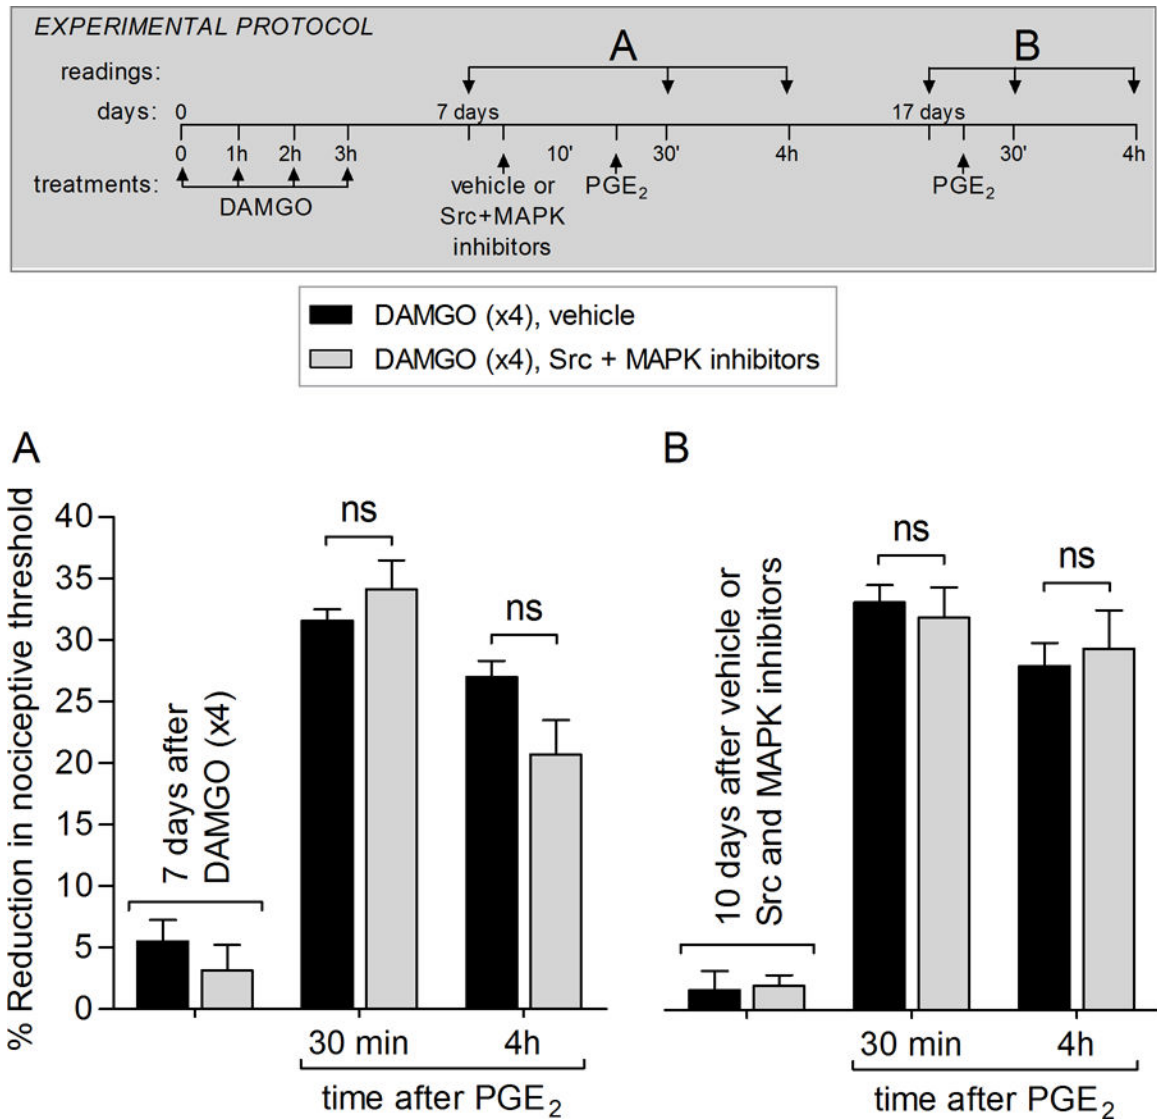 EXPERIMENTAL PROTOCOL
A B
readings:
days: 0 7 days 17 days
0 1h 2h 3h 10' 30' 4h 30' 4h
treatments: DAMGO vehicle or PGE2 PGE2
Src+MAPK
inhibitors
DAMGO (x4), vehicle
DAMGO (x4), Src + MAPK inhibitors
A
% Reduction in nociceptive threshold
40
35
30
25
20
15
10
5
0
7 days after
DAMGO (x4)
ns
ns
30 min 4h
time after PGE2
B
10 days after vehicle or
Src and MAPK inhibitors
ns
ns
30 min 4h
time after PGE2